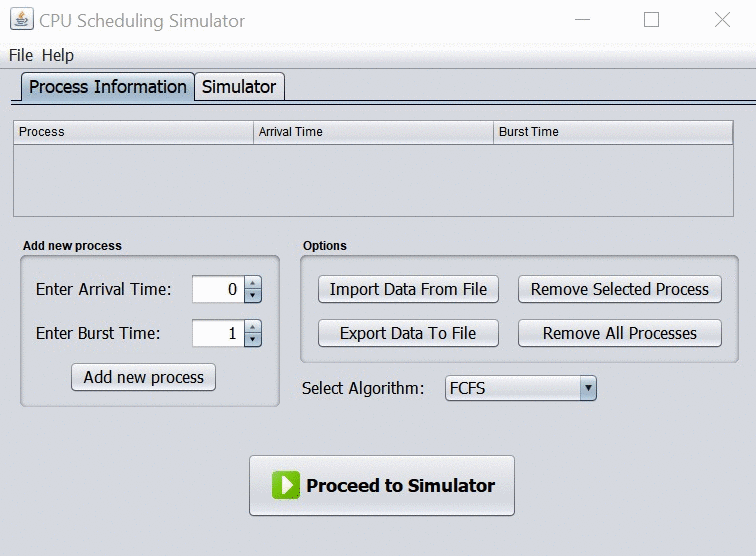 CPU Scheduling Simulator
File Help
Process Information Simulator
Process Arrival Time Burst Time
Add new process
Enter Arrival Time: 0
Enter Burst Time: 1
Add new process
Options
Import Data From File Remove Selected Process
Export Data To File Remove All Processes
Select Algorithm: FCFS
Proceed to Simulator